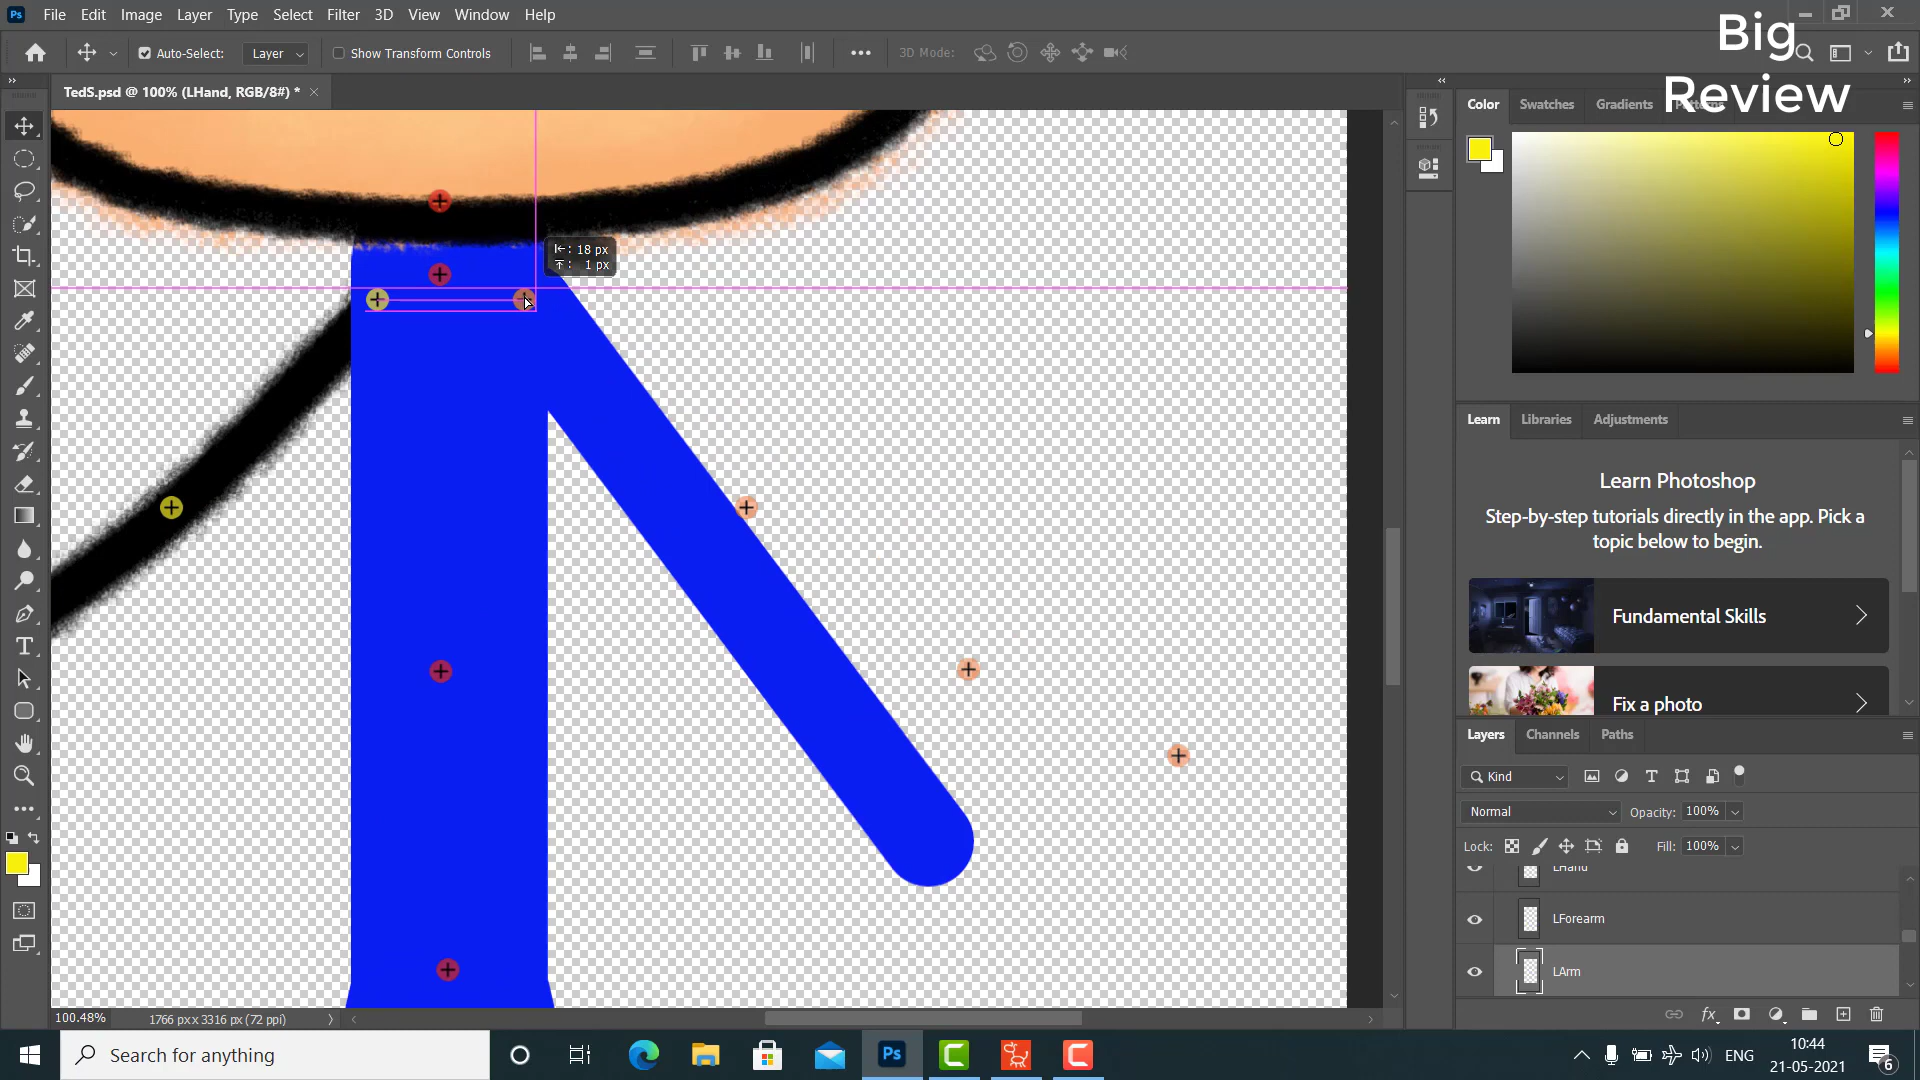 Ps File Edit Image Layer Type Select Filter 3D View Window Help
Big
Review
Auto-Select: Layer Show Transform Controls 3D Mode:
TedS.psd @ 100% (LHand, RGB/8#) *
Color Swatches Gradients Patterns
: 18 px
: 1 px
Learn Libraries Adjustments
Learn Photoshop
Step-by-step tutorials directly in the app. Pick a
topic below to begin.
Fundamental Skills
Fix a photo
Layers Channels Paths
Kind
Normal Opacity: 100%
Lock: Fill: 100%
LHand
LForearm
LArm
100.48% 1766 px x 3316 px (72 ppi)
Search for anything
Ps
ENG
10:44
21-05-2021
6